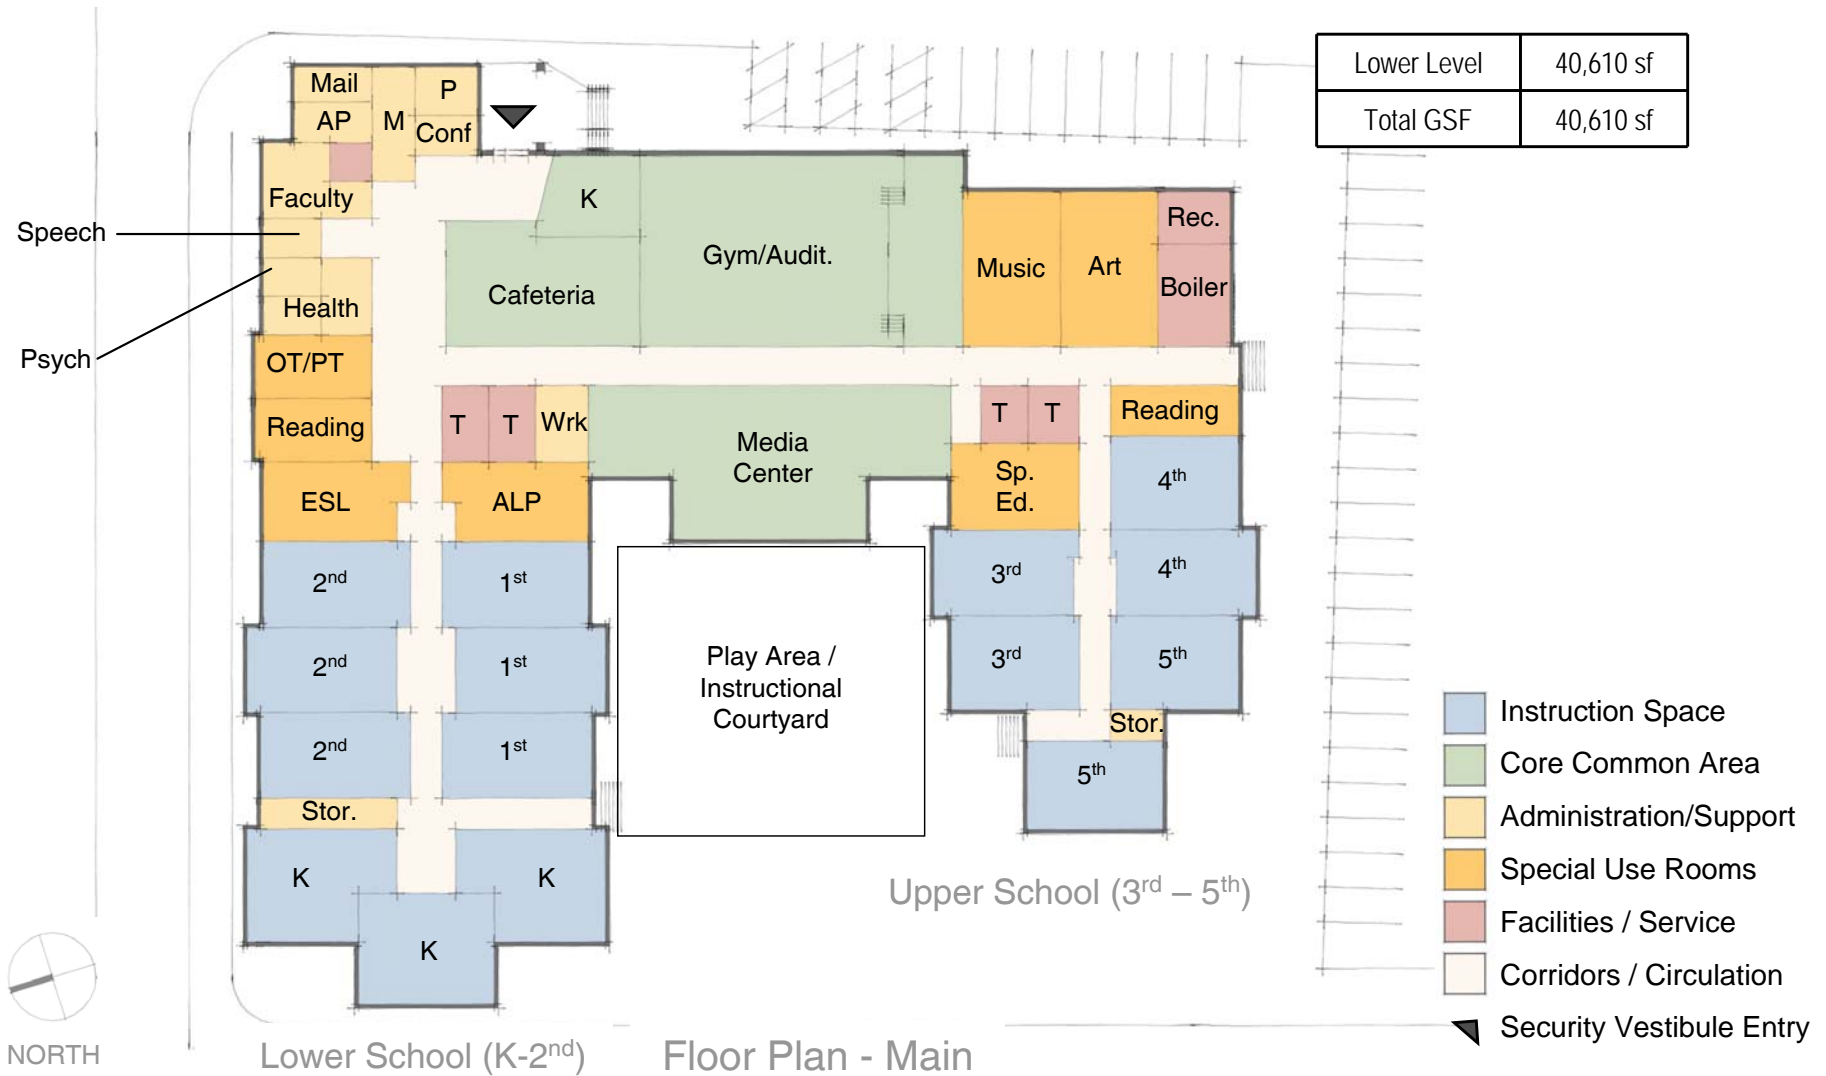 Lower Level 40,610 sf
Total GSF 40,610 sf
Mail
P
AP
M
Conf
Faculty
Speech
Psych
Health
OT/PT
Reading
ESL
K
Cafeteria
Gym/Audit.
Music
Art
Rec.
Boiler
T
T
Wrk
ALP
Media
Center
T
T
Reading
Sp.
Ed.
4th
4th
3rd
3rd
5th
Stor.
5th
2nd
1st
2nd
1st
2nd
1st
Stor.
K
K
K
Play Area /
Instructional
Courtyard
Upper School (3rd – 5th)
Lower School (K-2nd)
Floor Plan - Main
NORTH
Instruction Space
Core Common Area
Administration/Support
Special Use Rooms
Facilities / Service
Corridors / Circulation
Security Vestibule Entry